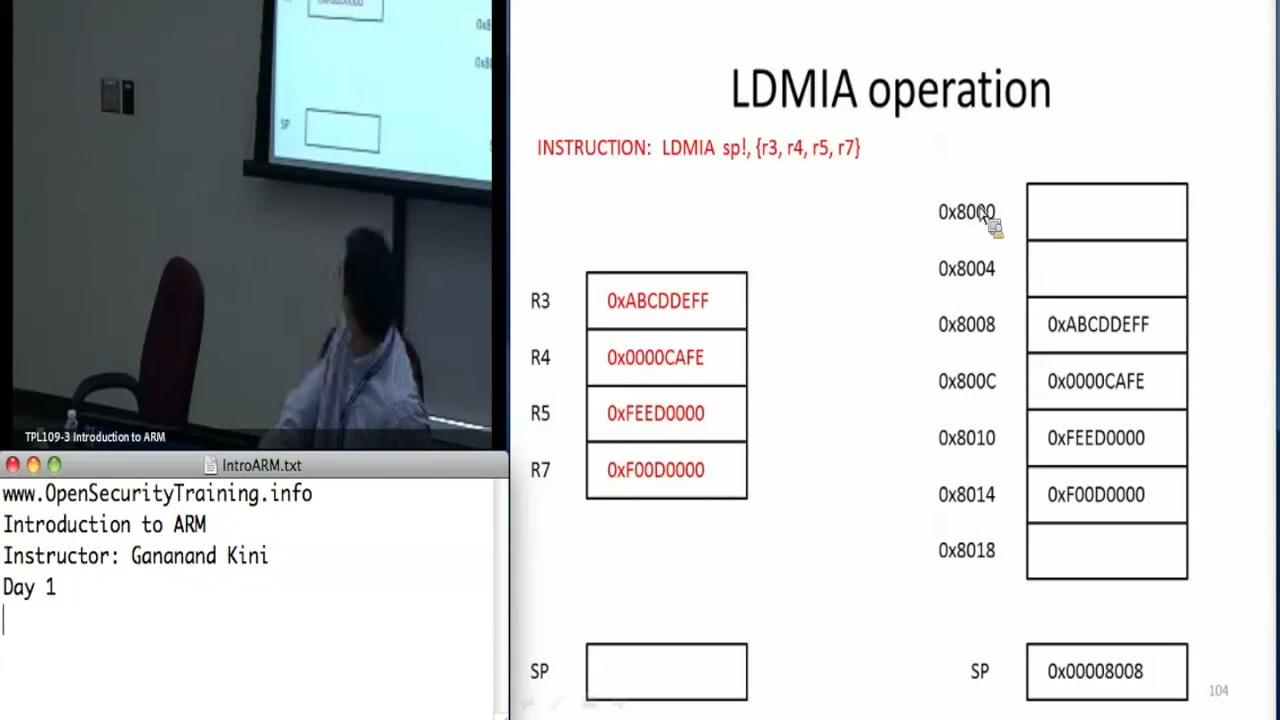 SP
TPL109-3 Introduction to ARM
IntroARM.txt
www.OpenSecurityTraining.info
Introduction to ARM
Instructor: Gananand Kini
Day 1
LDMIA operation
INSTRUCTION: LDMIA sp!, {r3, r4, r5, r7}
R3 0xABCDDEFF
R4 0x0000CAFE
R5 0xFEED0000
R7 0xF00D0000
SP
0x8000
0x8004
0x8008 0xABCDDEFF
0x800C 0x0000CAFE
0x8010 0xFEED0000
0x8014 0xF00D0000
0x8018
SP 0x00008008
104